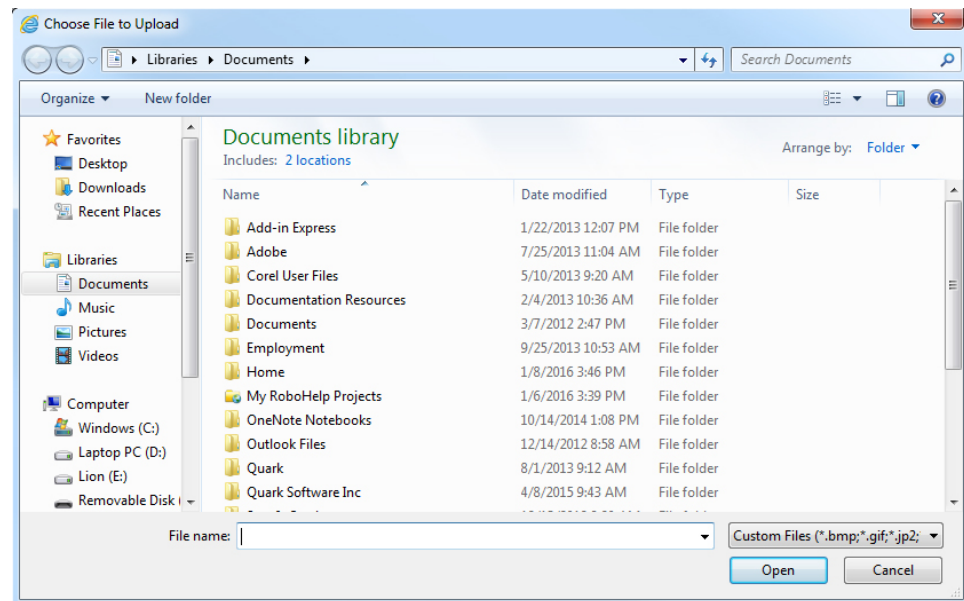 Choose File to Upload
Libraries Documents
Search Documents
Organize New folder
Favorites
Desktop
Downloads
Recent Places
Libraries
Documents
Music
Pictures
Videos
Computer
Windows (C:)
Laptop PC (D:)
Lion (E:)
Removable Disk (
Documents library
Includes: 2 locations
Arrange by: Folder
Name Date modified Type Size
Add-in Express 1/22/2013 12:07 PM File folder
Adobe 7/25/2013 11:04 AM File folder
Corel User Files 5/10/2013 9:20 AM File folder
Documentation Resources 2/4/2013 10:36 AM File folder
Documents 3/7/2012 2:47 PM File folder
Employment 9/25/2013 10:53 AM File folder
Home 1/8/2016 3:46 PM File folder
My RoboHelp Projects 1/6/2016 3:39 PM File folder
OneNote Notebooks 10/14/2014 1:08 PM File folder
Outlook Files 12/14/2012 8:58 AM File folder
Quark 8/1/2013 9:12 AM File folder
Quark Software Inc 4/8/2015 9:43 AM File folder
File name:
Custom Files (*.bmp;*.gif;*.jp2;
Open Cancel